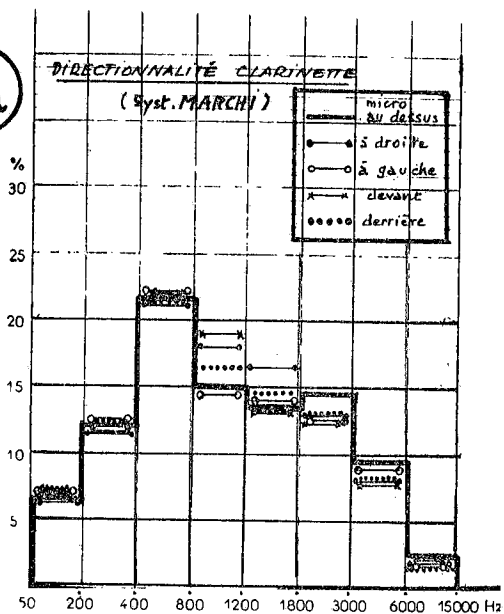 DIRECTIONNALITÉ CLARINETTE
(Syst. MARCHI)
micro
au dessus
à droite
à gauche
devant
derrière
%
30
25
20
15
10
5
50 200 400 800 1200 1800 3000 6000 15000 Hz